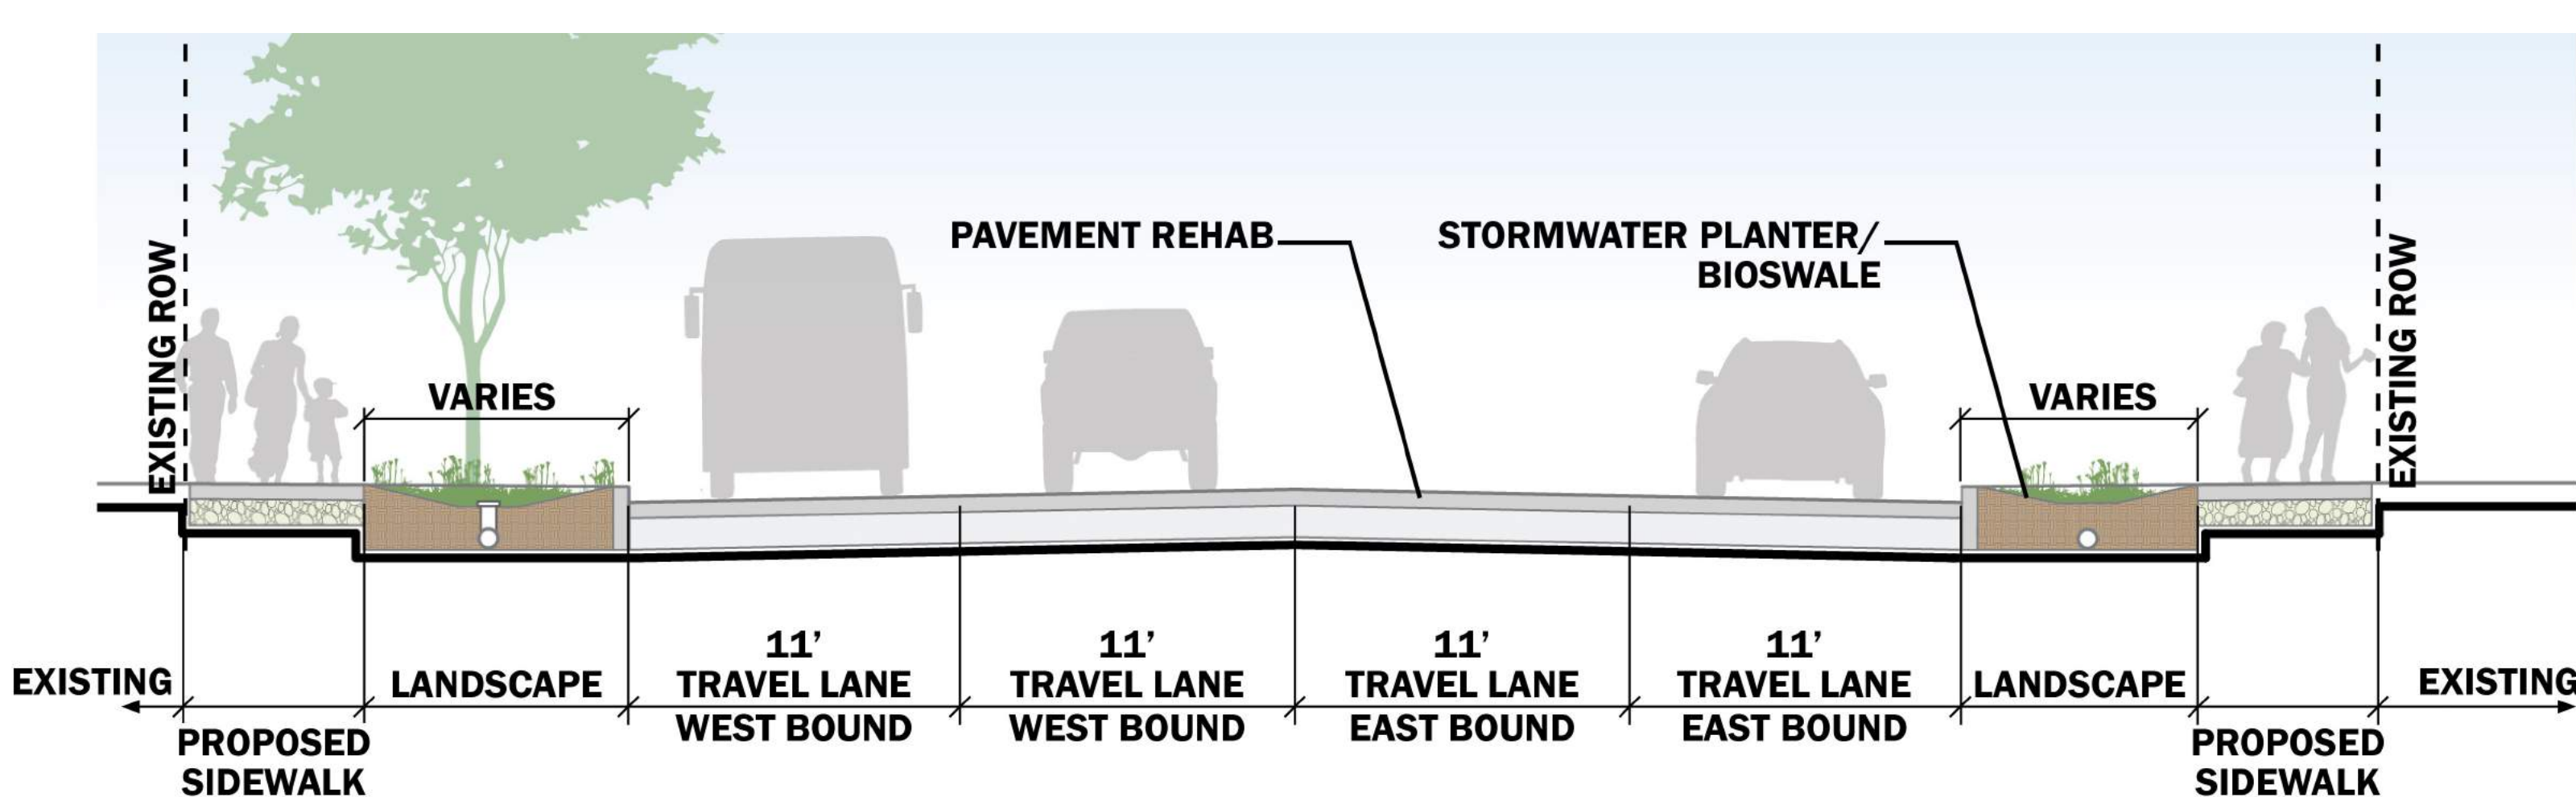 EXISTING ROW
PAVEMENT REHAB
STORMWATER PLANTER/
BIOSWALE
EXISTING ROW
VARIES
VARIES
EXISTING
PROPOSED
SIDEWALK
LANDSCAPE
11’
TRAVEL LANE
WEST BOUND
11’
TRAVEL LANE
WEST BOUND
11’
TRAVEL LANE
EAST BOUND
11’
TRAVEL LANE
EAST BOUND
LANDSCAPE
PROPOSED
SIDEWALK
EXISTING